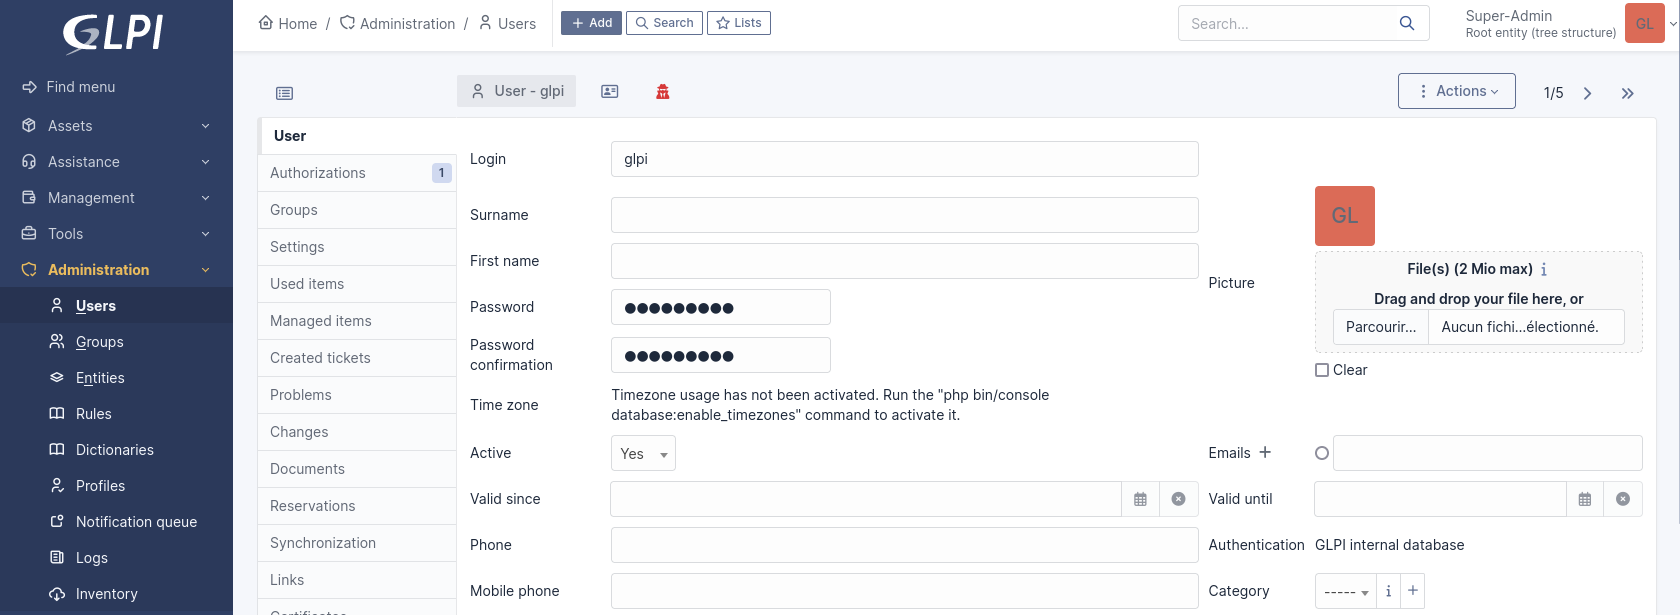 GLPI
Home / Administration / Users
Add
Search
Lists
Search...
Super-Admin
Root entity (tree structure)
GL
Find menu
Assets
Assistance
Management
Tools
Administration
Users
Groups
Entities
Rules
Dictionaries
Profiles
Notification queue
Logs
Inventory
User - glpi
Actions
1/5
User
Authorizations 1
Groups
Settings
Used items
Managed items
Created tickets
Problems
Changes
Documents
Reservations
Synchronization
Links
Certificates
Login glpi
Surname
First name
Password ●●●●●●●●●
Password
confirmation ●●●●●●●●●
Time zone
Timezone usage has not been activated. Run the "php bin/console
database:enable_timezones" command to activate it.
Active Yes
Valid since
Phone
Mobile phone
Picture
GL
File(s) (2 Mio max) i
Drag and drop your file here, or
Parcourir... Aucun fichi...électionné.
Clear
Emails +
Valid until
Authentication GLPI internal database
Category ----- i +